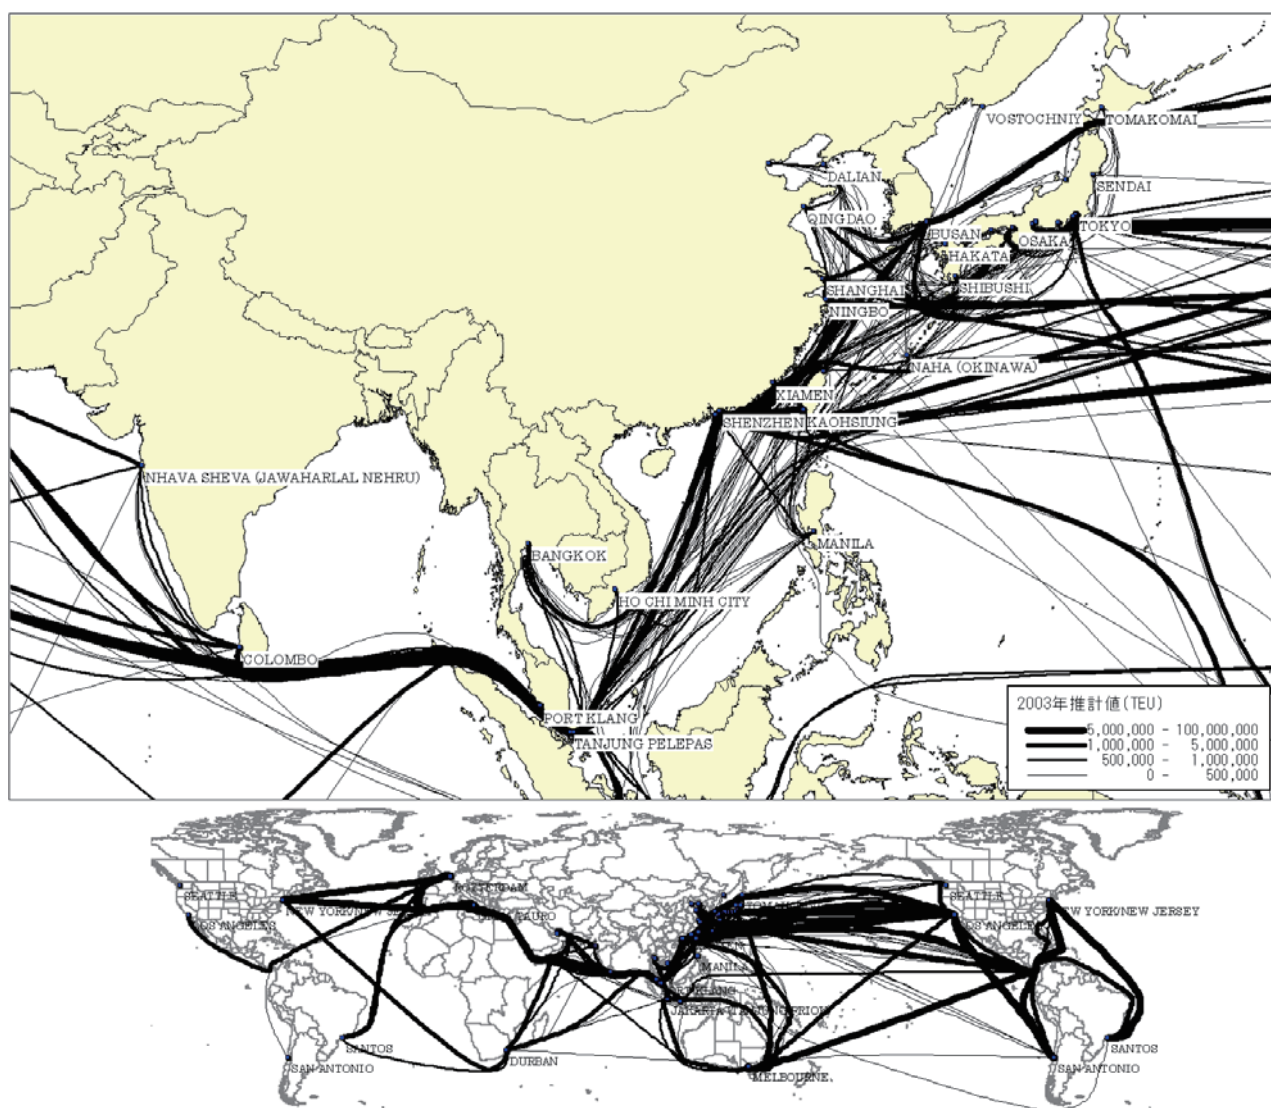 VOSTOCHNIY
TOMAKOMAI
DALIAN
SENDAI
QINGDAO
BUSAN
TOKYO
OSAKA
HAKATA
SHANGHAI
SHIBUSHI
NINGBO
NAHA (OKINAWA)
XIAMEN
SHENZHEN
KAOHSIUNG
NHAVA SHEVA (JAWAHARLAL NEHRU)
BANGKOK
MANILA
HO CHI MINH CITY
COLOMBO
PORT KLANG
TANJUNG PELEPAS
2003年推計値(TEU)
5,000,000 - 100,000,000
1,000,000 - 5,000,000
500,000 - 1,000,000
0 - 500,000
SEATTLE
ROTTERDAM
SEATTLE
NEW YORK/NEW JERSEY
LOS ANGELES
LOS ANGELES
MANILA
SANTOS
DURBAN
SAN ANTONIO
MELBOURNE
SANTOS
SAN ANTONIO